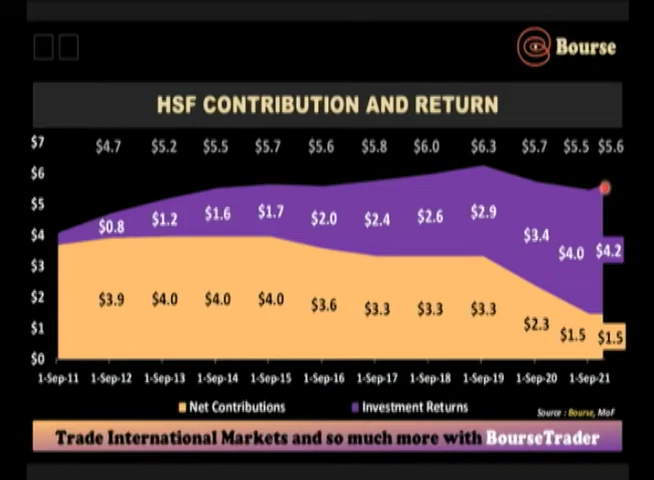 Bourse
HSF CONTRIBUTION AND RETURN
$7 $4.7 $5.2 $5.5 $5.7 $5.6 $5.8 $6.0 $6.3 $5.7 $5.5 $5.6
$6
$5
$4 $0.8 $1.2 $1.6 $1.7 $2.0 $2.4 $2.6 $2.9 $3.4 $4.0 $4.2
$3
$2 $3.9 $4.0 $4.0 $4.0 $3.6 $3.3 $3.3 $3.3 $2.3 $1.5 $1.5
$1
$0
1-Sep-11 1-Sep-12 1-Sep-13 1-Sep-14 1-Sep-15 1-Sep-16 1-Sep-17 1-Sep-18 1-Sep-19 1-Sep-20 1-Sep-21
Net Contributions Investment Returns
Source : Bourse, MoF
Trade International Markets and so much more with BourseTrader